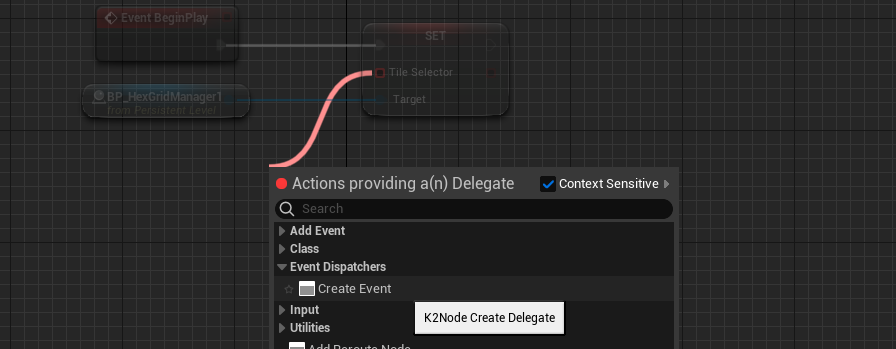 Event BeginPlay
SET
Tile Selector
BP_HexGridManager1
from Persistent Level
Target
Actions providing a(n) Delegate
Context Sensitive
Search
Add Event
Class
Event Dispatchers
Create Event
Input
K2Node Create Delegate
Utilities
Add Reroute Node